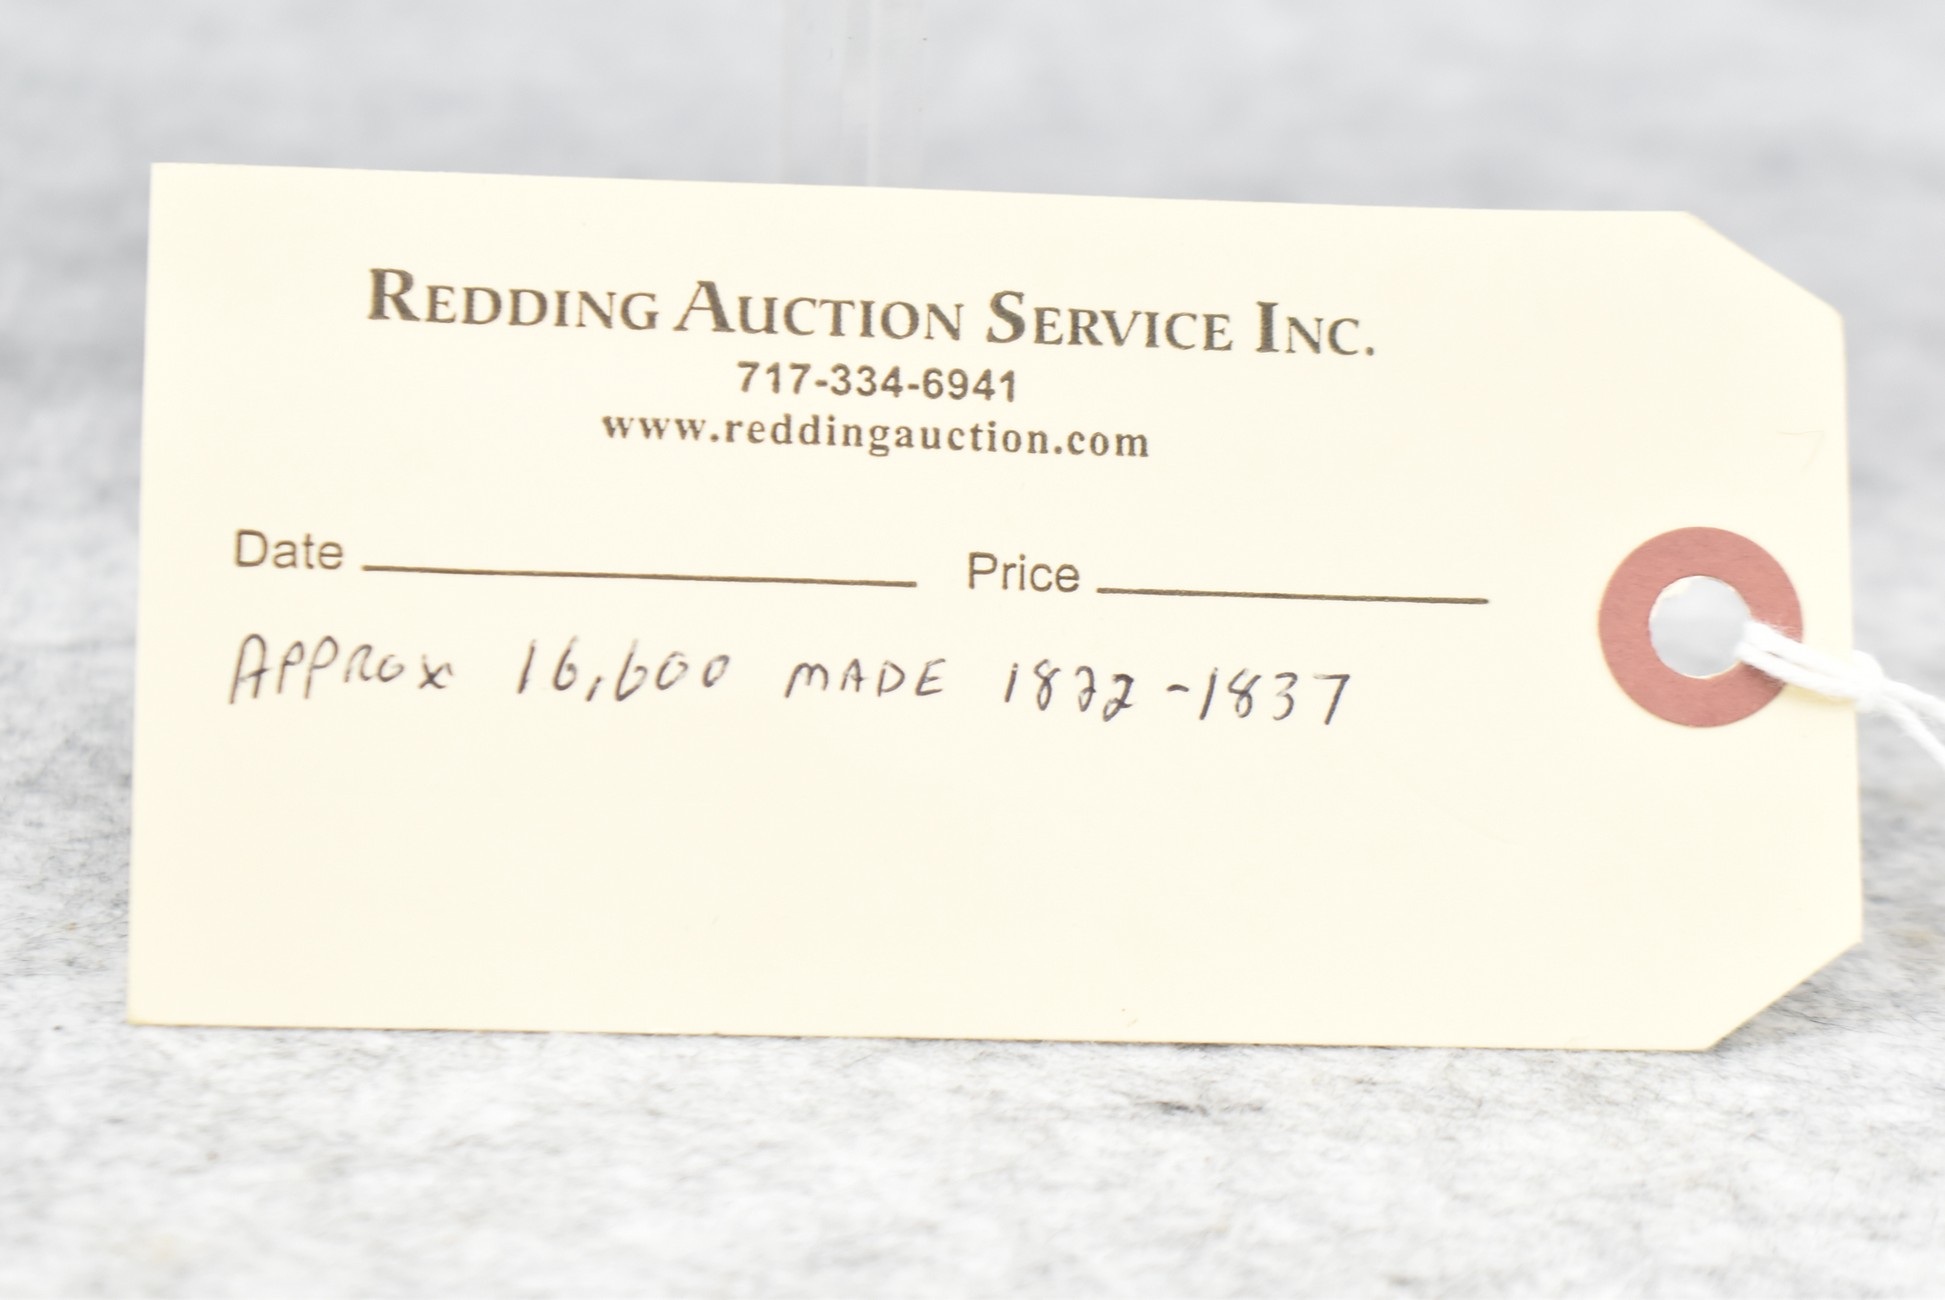 REDDING AUCTION SERVICE INC.
717-334-6941
www.reddingauction.com
Date Price
APPROX 16,600 MADE 1822-1837